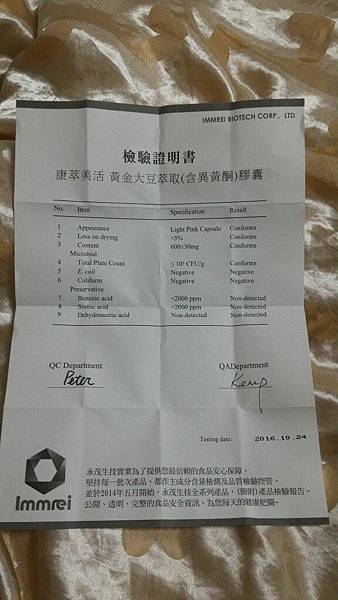 IMMREI BIOTECH CORP., LTD.
檢驗證明書
康萃美活 黃金大豆萃取(含異黃酮)膠囊
No. Item Specification Result
1 Appearance Light Pink Capsule Conforms
2 Loss on drying <5% Conforms
3 Content 600±30mg Conforms
Microbial
4 Total Plate Count ≤ 10⁵ CFU/g Conforms
5 E. coli Negative Negative
6 Coliform Negative Negative
Preservative
7 Benzoic acid <2000 ppm Non-detected
8 Sorbic acid <2000 ppm Non-detected
9 Dehydroacetic acid Non-detected Non-detected
QC Department QADepartment
Peter Kemp
Testing date: 2016.10.24
永茂生技實業為了提供您最信賴的食品安心保障，
堅持每一批次產品，都作主成分含量檢測及品質檢驗控管，
並於2014年五月開始，永茂生技全系列產品，(顆附)產品檢驗報告。
公開、透明、完整的食品安全資訊，為您每天的健康把關~
Immrei